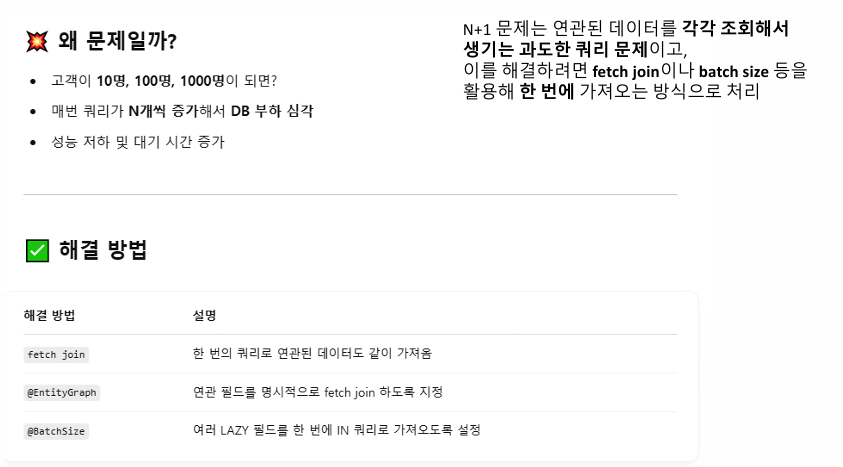 💥 왜 문제일까?
• 고객이 10명, 100명, 1000명이 되면?
• 매번 쿼리가 N개씩 증가해서 DB 부하 심각
• 성능 저하 및 대기 시간 증가
N+1 문제는 연관된 데이터를 각각 조회해서
생기는 과도한 쿼리 문제이고,
이를 해결하려면 fetch join이나 batch size 등을
활용해 한 번에 가져오는 방식으로 처리
✅ 해결 방법
해결 방법 설명
fetch join 한 번의 쿼리로 연관된 데이터도 같이 가져옴
@EntityGraph 연관 필드를 명시적으로 fetch join 하도록 지정
@BatchSize 여러 LAZY 필드를 한 번에 IN 쿼리로 가져오도록 설정